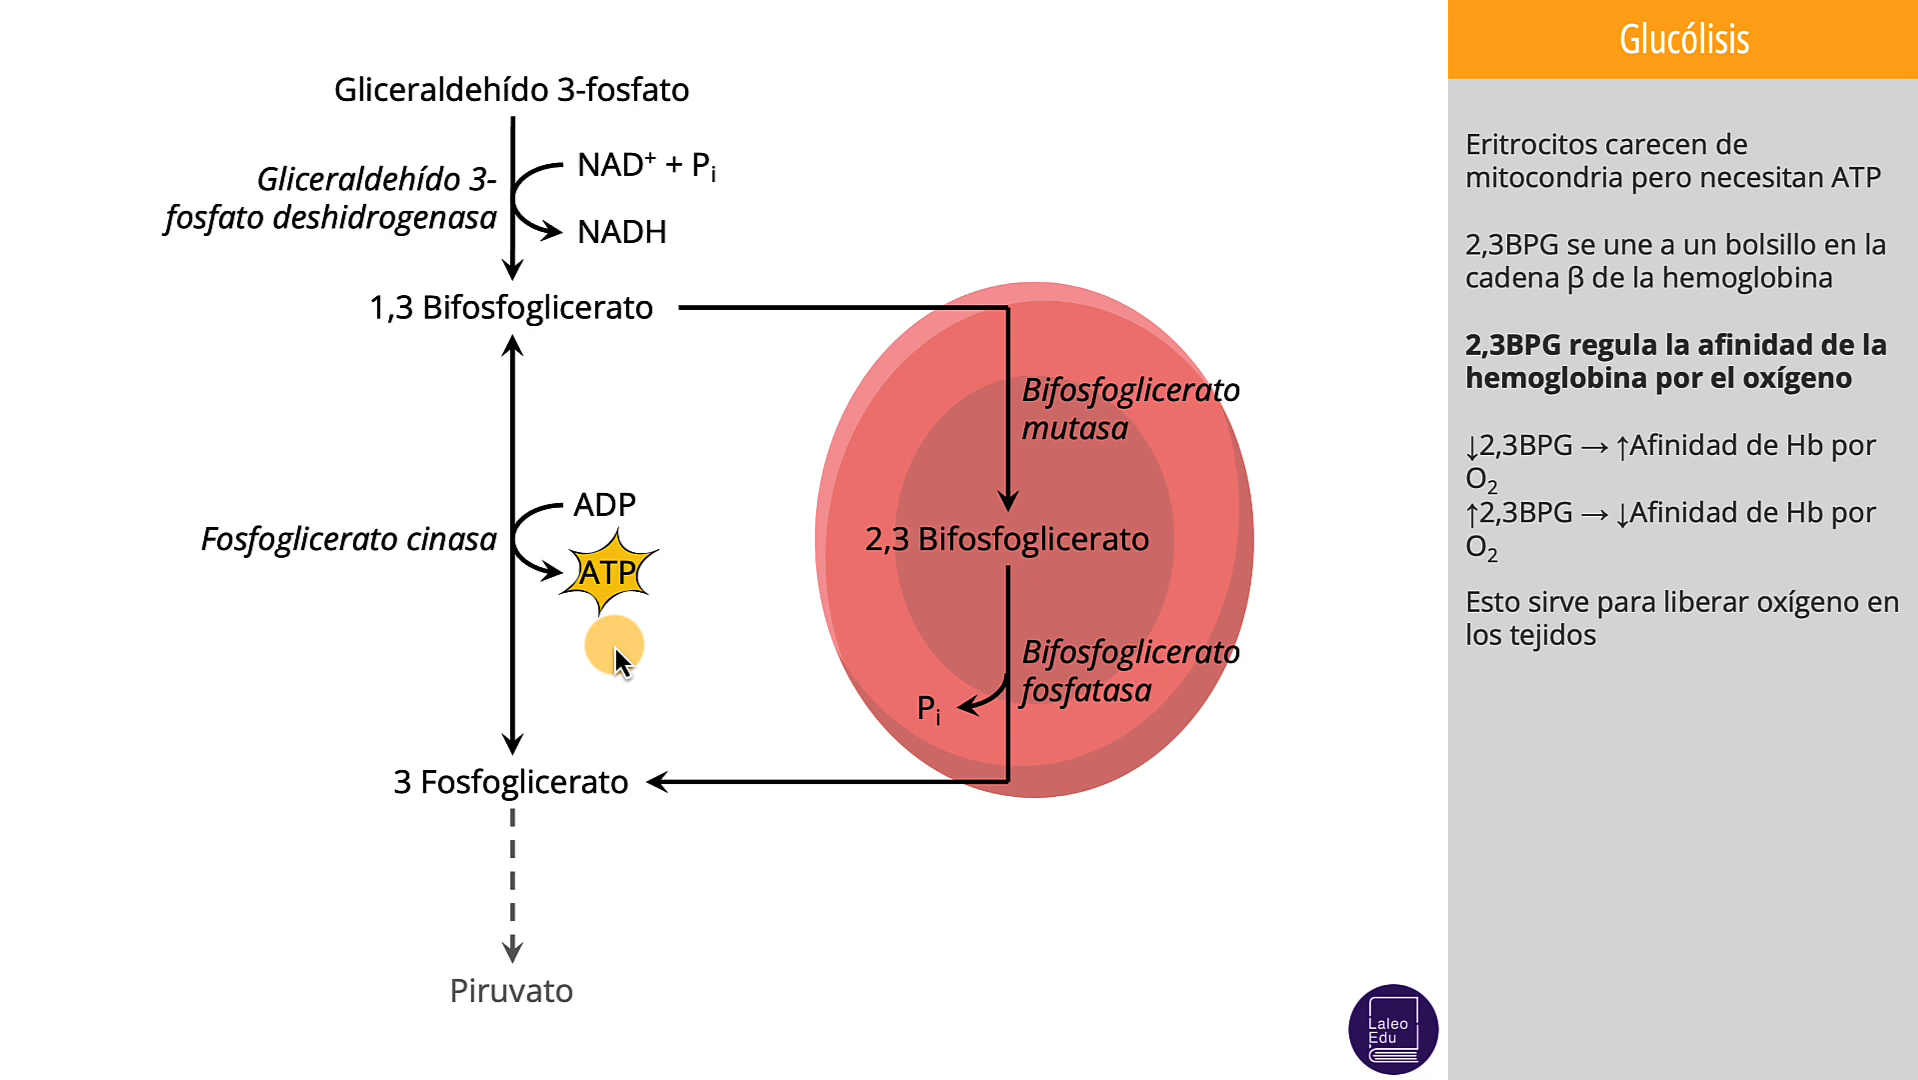 Glucólisis
Gliceraldehído 3-fosfato
Gliceraldehído 3-
fosfato deshidrogenasa
NAD⁺ + Pᵢ
NADH
1,3 Bifosfoglicerato
Bifosfoglicerato
mutasa
ADP
Fosfoglicerato cinasa
ATP
2,3 Bifosfoglicerato
Bifosfoglicerato
fosfatasa
Pᵢ
3 Fosfoglicerato
Piruvato
Eritrocitos carecen de
mitocondria pero necesitan ATP
2,3BPG se une a un bolsillo en la
cadena β de la hemoglobina
2,3BPG regula la afinidad de la
hemoglobina por el oxígeno
↓2,3BPG → ↑Afinidad de Hb por
O₂
↑2,3BPG → ↓Afinidad de Hb por
O₂
Esto sirve para liberar oxígeno en
los tejidos
Laleo
Edu